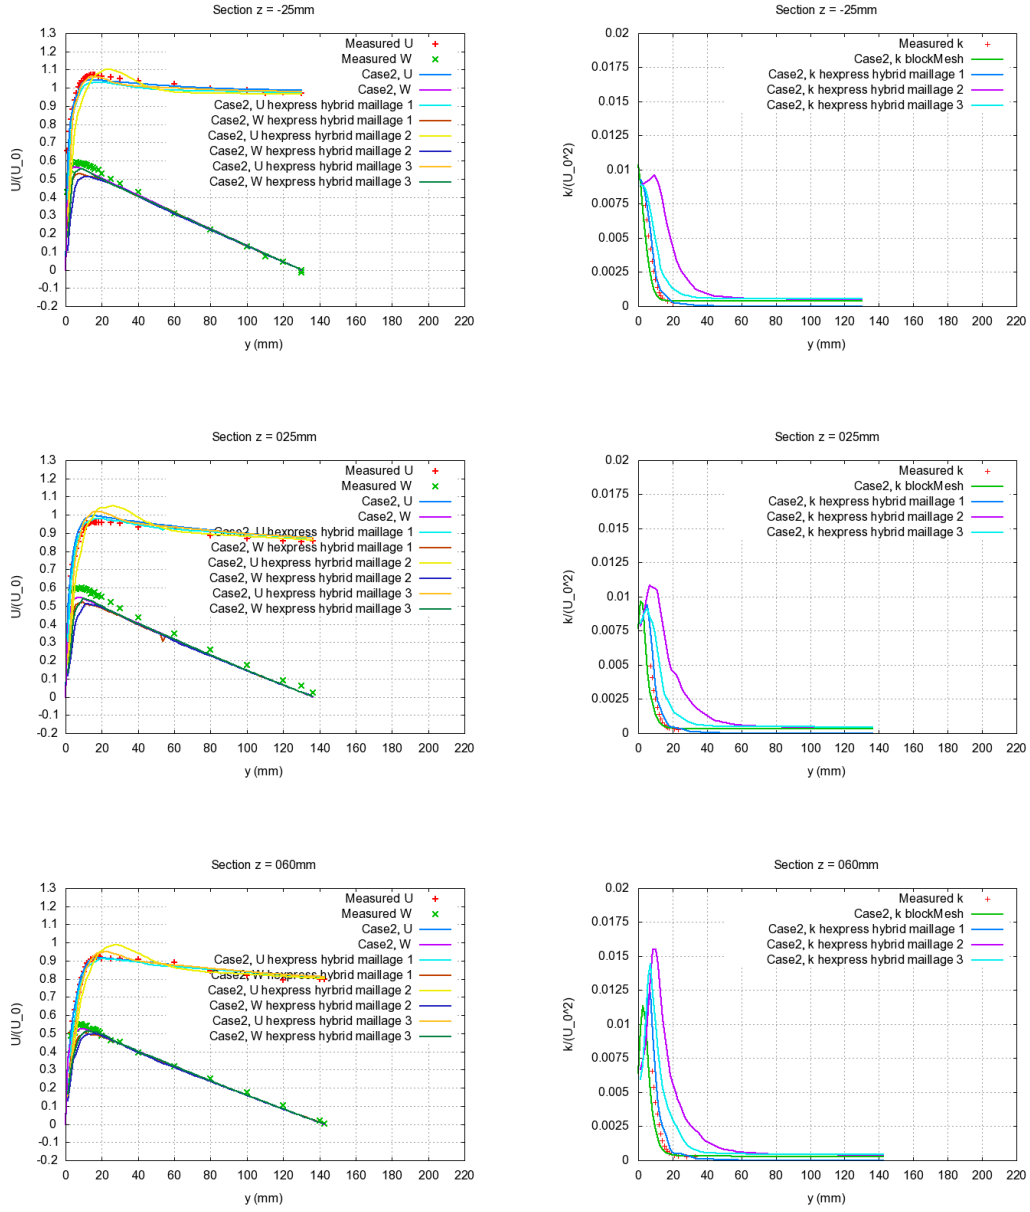 Section z = -25mm
U/(U_0)
1.3
1.2
1.1
1
0.9
0.8
0.7
0.6
0.5
0.4
0.3
0.2
0.1
0
-0.1
-0.2
Measured U
Measured W
Case2, U
Case2, W
Case2, U hexpress hybrid maillage 1
Case2, W hexpress hybrid maillage 1
Case2, U hexpress hyrbrid maillage 2
Case2, W hexpress hybrid maillage 2
Case2, U hexpress hybrid maillage 3
Case2, W hexpress hybrid maillage 3
0 20 40 60 80 100 120 140 160 180 200 220
y (mm)
Section z = -25mm
k/(U_0^2)
0.02
0.0175
0.015
0.0125
0.01
0.0075
0.005
0.0025
0
Measured k
Case2, k blockMesh
Case2, k hexpress hybrid maillage 1
Case2, k hexpress hybrid maillage 2
Case2, k hexpress hybrid maillage 3
0 20 40 60 80 100 120 140 160 180 200 220
y (mm)
Section z = 025mm
U/(U_0)
1.3
1.2
1.1
1
0.9
0.8
0.7
0.6
0.5
0.4
0.3
0.2
0.1
0
-0.1
-0.2
Measured U
Measured W
Case2, U
Case2, W
Case2, U hexpress hybrid maillage 1
Case2, W hexpress hybrid maillage 1
Case2, U hexpress hybrid maillage 2
Case2, W hexpress hybrid maillage 2
Case2, U hexpress hybrid maillage 3
Case2, W hexpress hybrid maillage 3
0 20 40 60 80 100 120 140 160 180 200 220
y (mm)
Section z = 025mm
k/(U_0^2)
0.02
0.0175
0.015
0.0125
0.01
0.0075
0.005
0.0025
0
Measured k
Case2, k blockMesh
Case2, k hexpress hybrid maillage 1
Case2, k hexpress hybrid maillage 2
Case2, k hexpress hybrid maillage 3
0 20 40 60 80 100 120 140 160 180 200 220
y (mm)
Section z = 060mm
U/(U_0)
1.3
1.2
1.1
1
0.9
0.8
0.7
0.6
0.5
0.4
0.3
0.2
0.1
0
-0.1
-0.2
Measured U
Measured W
Case2, U
Case2, W
Case2, U hexpress hybrid maillage 1
Case2, W hexpress hybrid maillage 1
Case2, U hexpress hybrid maillage 2
Case2, W hexpress hybrid maillage 2
Case2, U hexpress hybrid maillage 3
Case2, W hexpress hybrid maillage 3
0 20 40 60 80 100 120 140 160 180 200 220
y (mm)
Section z = 060mm
k/(U_0^2)
0.02
0.0175
0.015
0.0125
0.01
0.0075
0.005
0.0025
0
Measured k
Case2, k blockMesh
Case2, k hexpress hybrid maillage 1
Case2, k hexpress hybrid maillage 2
Case2, k hexpress hybrid maillage 3
0 20 40 60 80 100 120 140 160 180 200 220
y (mm)